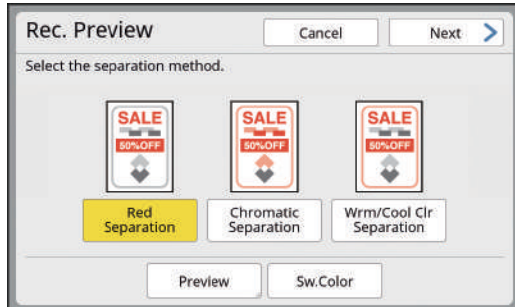 Rec. Preview
Cancel
Next
Select the separation method.
SALE
50%OFF
SALE
50%OFF
SALE
50%OFF
Red
Separation
Chromatic
Separation
Wrm/Cool Clr
Separation
Preview
Sw.Color